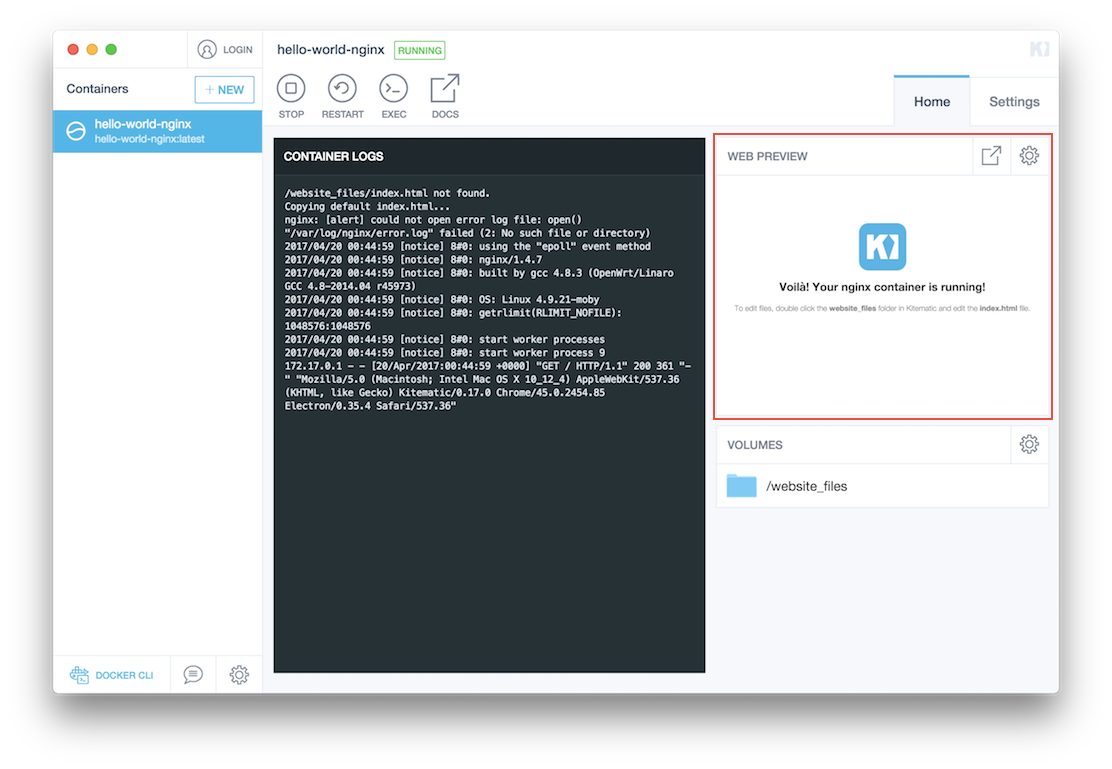 LOGIN
hello-world-nginx RUNNING
Containers
+ NEW
STOP RESTART EXEC DOCS
Home Settings
hello-world-nginx
hello-world-nginx:latest
CONTAINER LOGS
/website_files/index.html not found.
Copying default index.html...
nginx: [alert] could not open error log file: open()
"/var/log/nginx/error.log" failed (2: No such file or directory)
2017/04/20 00:44:59 [notice] 8#0: using the "epoll" event method
2017/04/20 00:44:59 [notice] 8#0: nginx/1.4.7
2017/04/20 00:44:59 [notice] 8#0: built by gcc 4.8.3 (OpenWrt/Linaro
GCC 4.8-2014.04 r45973)
2017/04/20 00:44:59 [notice] 8#0: OS: Linux 4.9.21-moby
2017/04/20 00:44:59 [notice] 8#0: getrlimit(RLIMIT_NOFILE):
1048576:1048576
2017/04/20 00:44:59 [notice] 8#0: start worker processes
2017/04/20 00:44:59 [notice] 8#0: start worker process 9
172.17.0.1 - - [20/Apr/2017:00:44:59 +0000] "GET / HTTP/1.1" 200 361 "-
" "Mozilla/5.0 (Macintosh; Intel Mac OS X 10_12_4) AppleWebKit/537.36
(KHTML, like Gecko) Kitematic/0.17.0 Chrome/45.0.2454.85
Electron/0.35.4 Safari/537.36"
WEB PREVIEW
Voilà! Your nginx container is running!
To edit files, double click the website_files folder in Kitematic and edit the index.html file.
VOLUMES
/website_files
DOCKER CLI